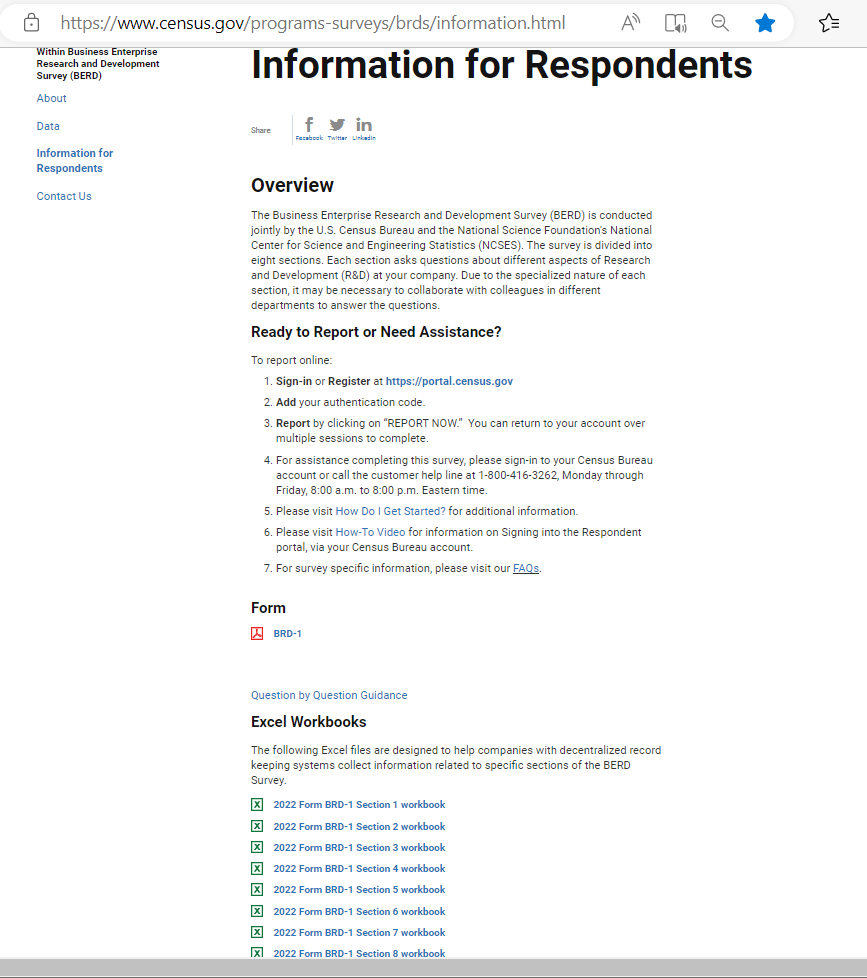 https://www.census.gov/programs-surveys/brds/information.html
Within Business Enterprise
Research and Development
Survey (BERD)
About
Data
Information for
Respondents
Contact Us
Information for Respondents
Share
Facebook Twitter LinkedIn
Overview
The Business Enterprise Research and Development Survey (BERD) is conducted
jointly by the U.S. Census Bureau and the National Science Foundation's National
Center for Science and Engineering Statistics (NCSES). The survey is divided into
eight sections. Each section asks questions about different aspects of Research
and Development (R&D) at your company. Due to the specialized nature of each
section, it may be necessary to collaborate with colleagues in different
departments to answer the questions.
Ready to Report or Need Assistance?
To report online:
1. Sign-in or Register at https://portal.census.gov
2. Add your authentication code.
3. Report by clicking on “REPORT NOW.” You can return to your account over
multiple sessions to complete.
4. For assistance completing this survey, please sign-in to your Census Bureau
account or call the customer help line at 1-800-416-3262, Monday through
Friday, 8:00 a.m. to 8:00 p.m. Eastern time.
5. Please visit How Do I Get Started? for additional information.
6. Please visit How-To Video for information on Signing into the Respondent
portal, via your Census Bureau account.
7. For survey specific information, please visit our FAQs.
Form
BRD-1
Question by Question Guidance
Excel Workbooks
The following Excel files are designed to help companies with decentralized record
keeping systems collect information related to specific sections of the BERD
Survey.
2022 Form BRD-1 Section 1 workbook
2022 Form BRD-1 Section 2 workbook
2022 Form BRD-1 Section 3 workbook
2022 Form BRD-1 Section 4 workbook
2022 Form BRD-1 Section 5 workbook
2022 Form BRD-1 Section 6 workbook
2022 Form BRD-1 Section 7 workbook
2022 Form BRD-1 Section 8 workbook